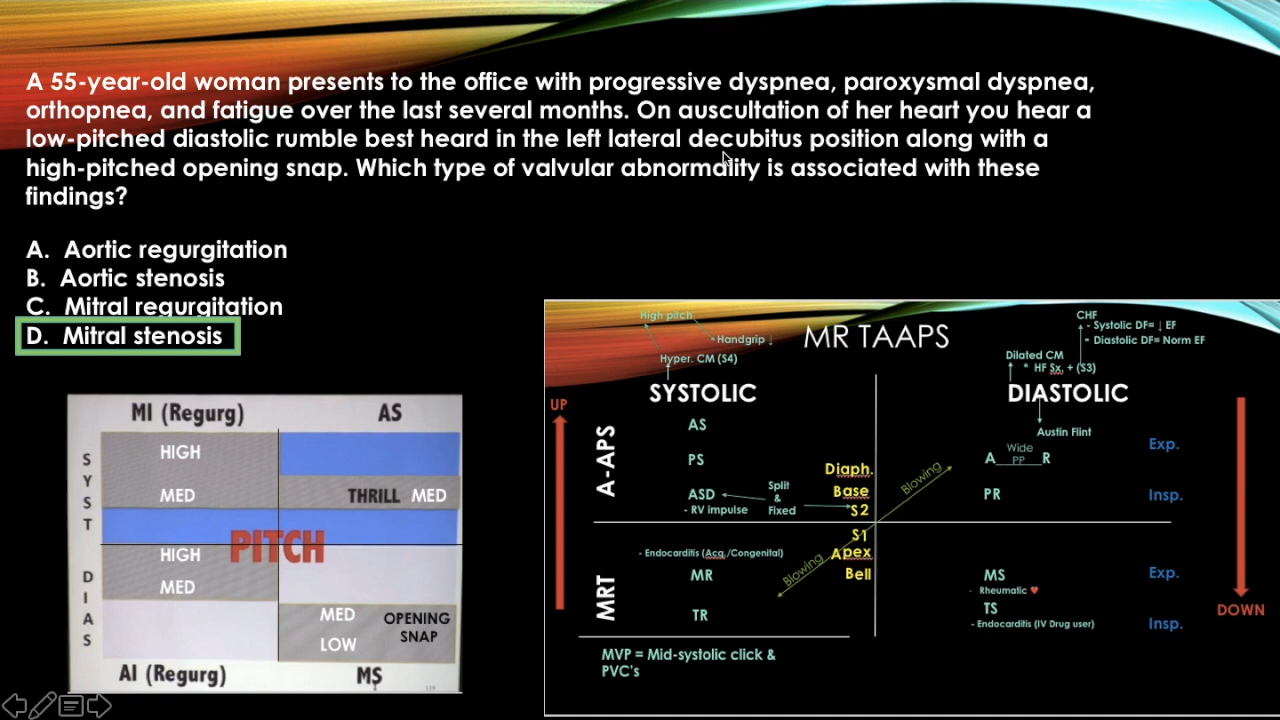 A 55-year-old woman presents to the office with progressive dyspnea, paroxysmal dyspnea,
orthopnea, and fatigue over the last several months. On auscultation of her heart you hear a
low-pitched diastolic rumble best heard in the left lateral decubitus position along with a
high-pitched opening snap. Which type of valvular abnormality is associated with these
findings?
A. Aortic regurgitation
B. Aortic stenosis
C. Mitral regurgitation
D. Mitral stenosis
MI (Regurg)
AS
SYST
HIGH
MED
THRILL MED
PITCH
DIAS
HIGH
MED
MED
LOW
OPENING
SNAP
AI (Regurg)
MS
MR TAAPS
High pitch
Handgrip ↓
Hyper. CM (S4)
SYSTOLIC
CHF
- Systolic DF= ↓ EF
- Diastolic DF= Norm EF
Dilated CM
* HF Sx. + (S3)
DIASTOLIC
Austin Flint
UP
A-APS
AS
PS
ASD
- RV impulse
Split
&
Fixed
Diaph.
Base
S2
Blowing
Wide
PP
A R
PR
Exp.
Insp.
MRT
- Endocarditis (Acq./Congenital)
MR
TR
Blowing
S1
Apex
Bell
MS
- Rheumatic ♥
TS
- Endocarditis (IV Drug user)
Exp.
Insp.
DOWN
MVP = Mid-systolic click &
PVC's